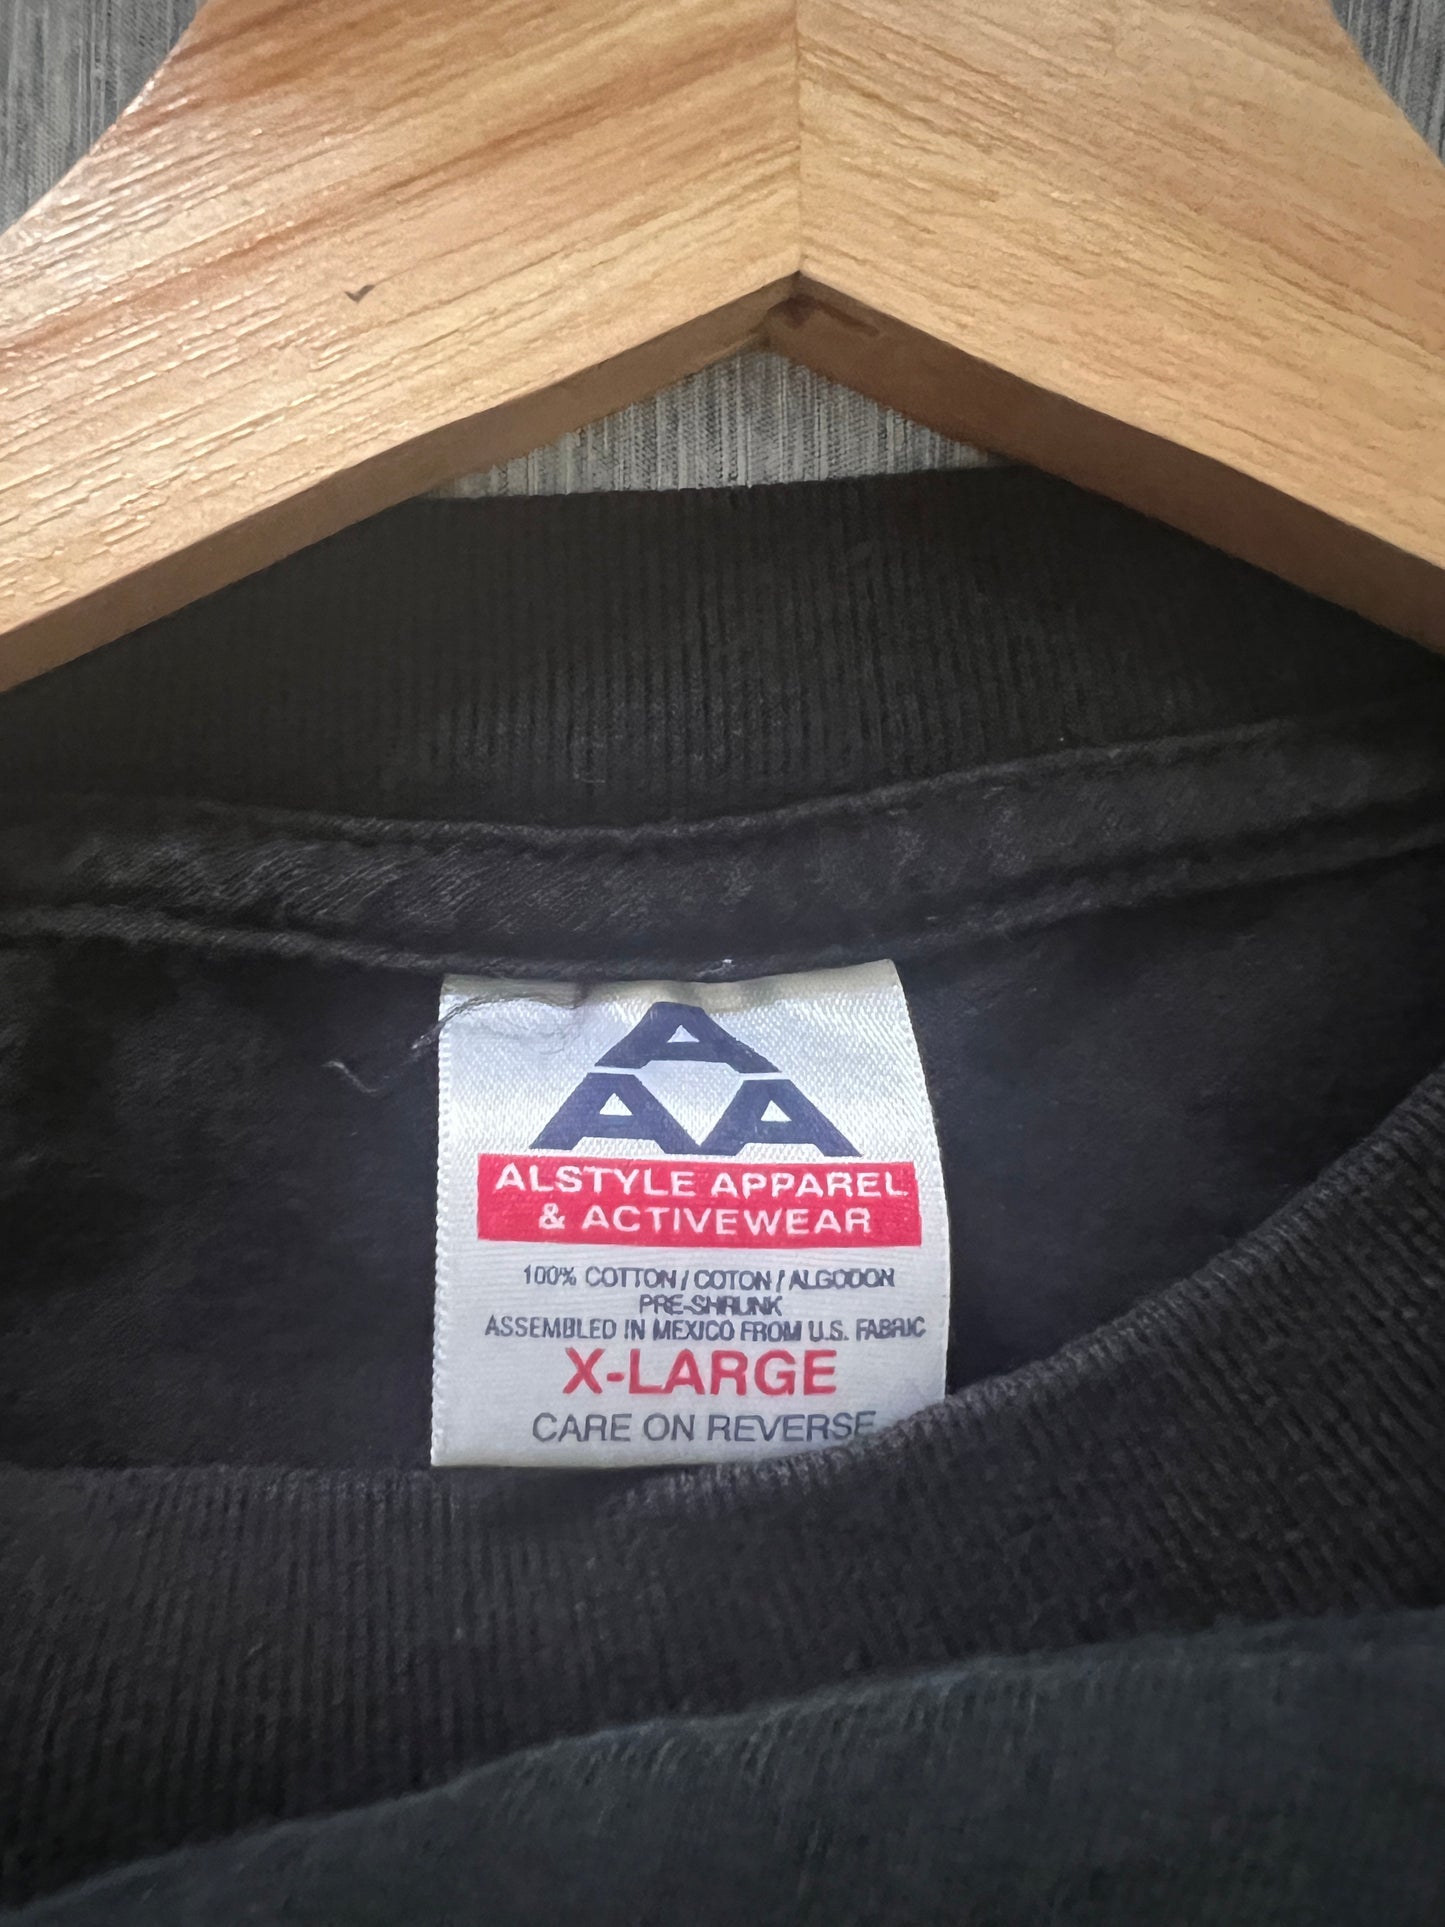 A
A A
ALSTYLE APPAREL
& ACTIVEWEAR
100% COTTON / COTON / ALGODON
PRE-SHRUNK
ASSEMBLED IN MEXICO FROM U.S. FABRIC
X-LARGE
CARE ON REVERSE